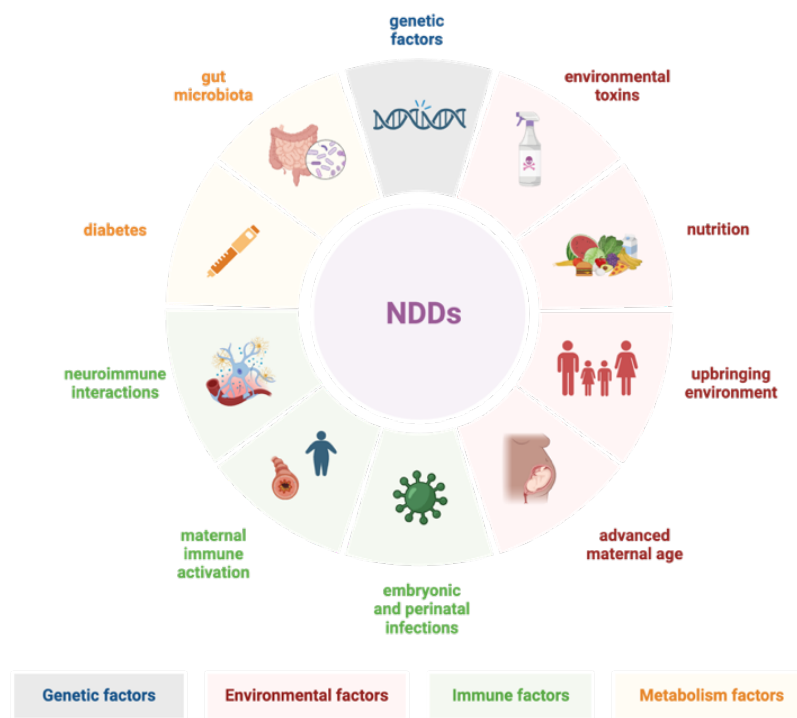 genetic
factors
environmental
toxins
nutrition
upbringing
environment
advanced
maternal age
embryonic
and perinatal
infections
maternal
immune
activation
neuroimmune
interactions
diabetes
gut
microbiota
NDDs
Genetic factors
Environmental factors
Immune factors
Metabolism factors